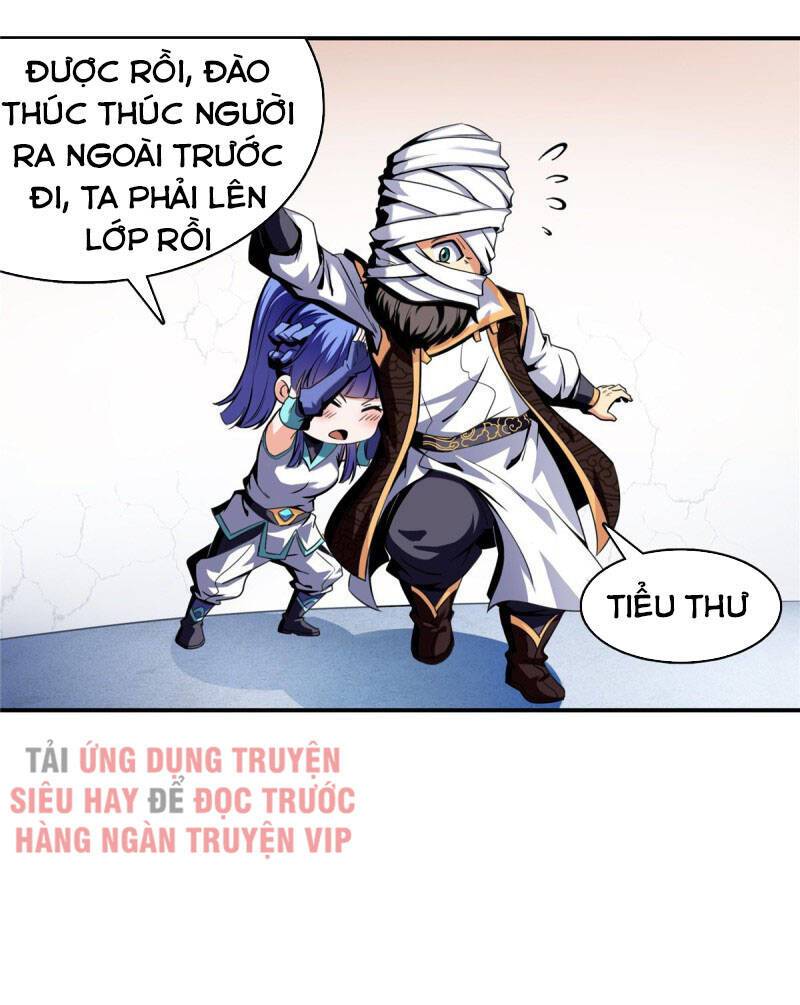 ĐƯỢC RỒI, ĐÀO
THÚC THÚC NGƯỜI
RA NGOÀI TRƯỚC
ĐI, TA PHẢI LÊN
LỚP RỒI
TIỂU THƯ
TẢI ỨNG DỤNG TRUYỆN
SIÊU HAY ĐỂ ĐỌC TRƯỚC
HÀNG NGÀN TRUYỆN VIP